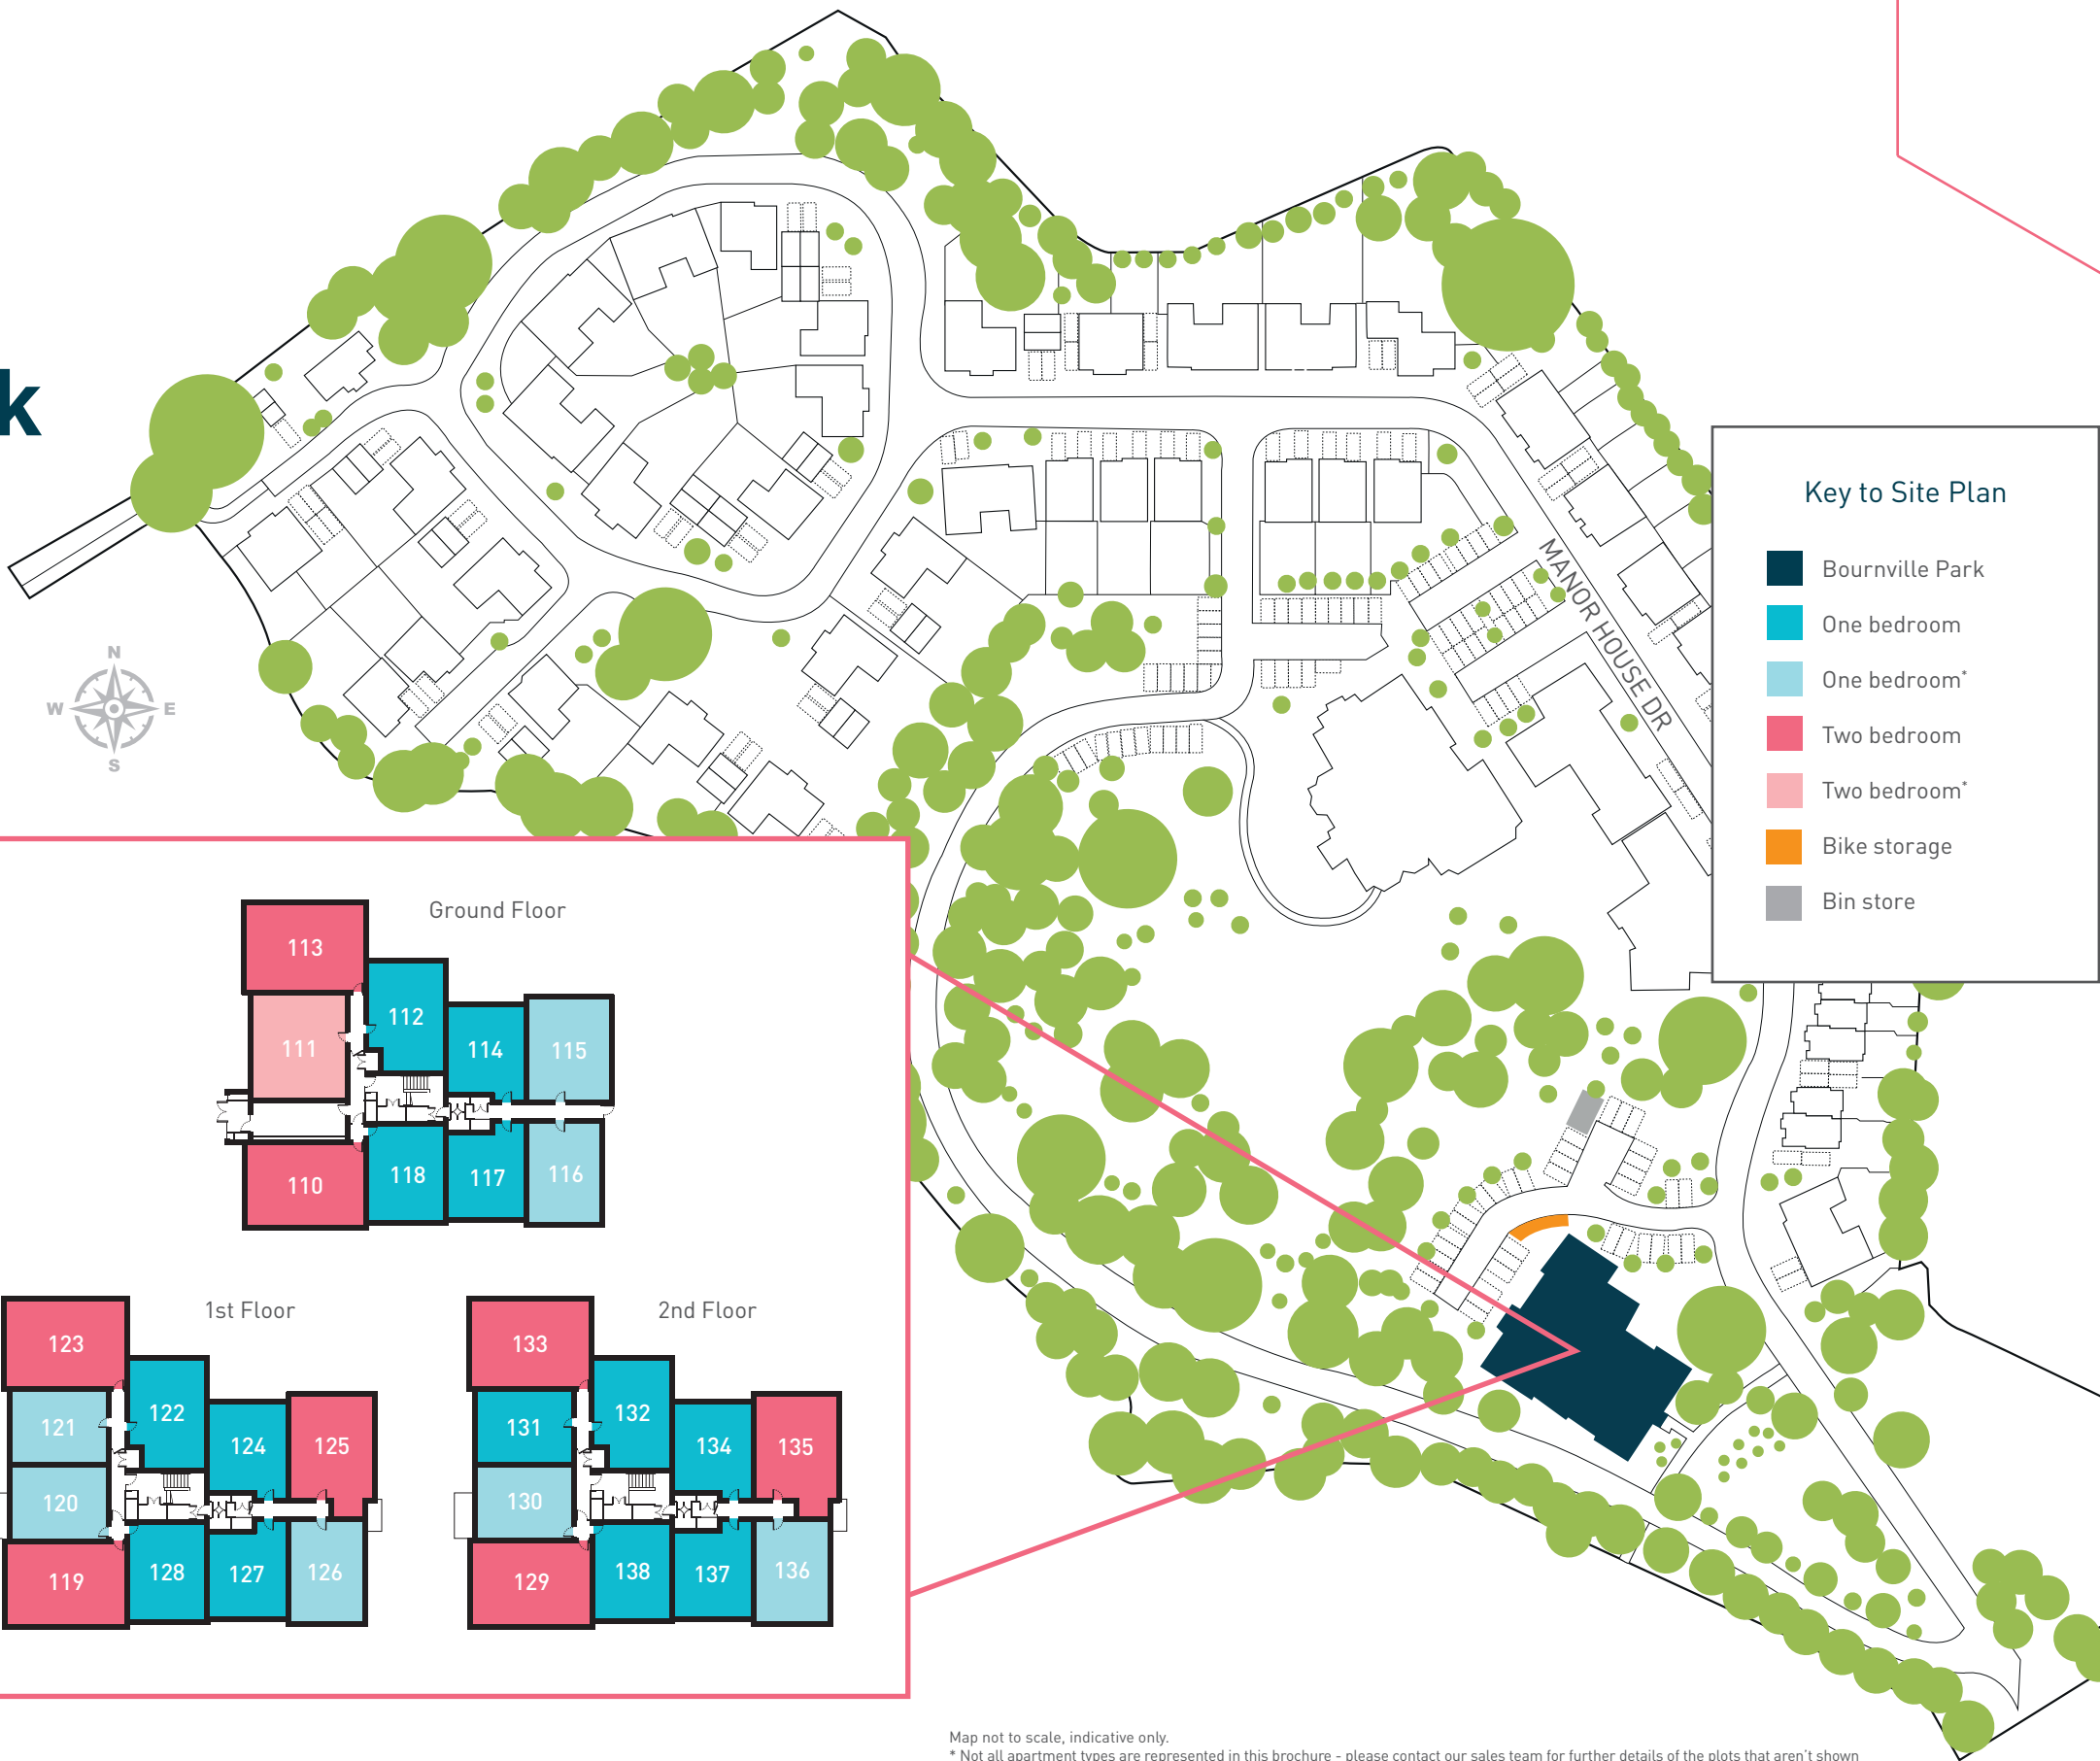 k
N
W E
S
MANOR HOUSE DR
Key to Site Plan
Bournville Park
One bedroom
One bedroom*
Two bedroom
Two bedroom*
Bike storage
Bin store
Ground Floor
113
112
111
114
115
110
118
117
116
1st Floor
123
122
121
124
125
120
119
128
127
126
2nd Floor
133
132
131
134
135
130
129
138
137
136
Map not to scale, indicative only.
* Not all apartment types are represented in this brochure - please contact our sales team for further details of the plots that aren't shown